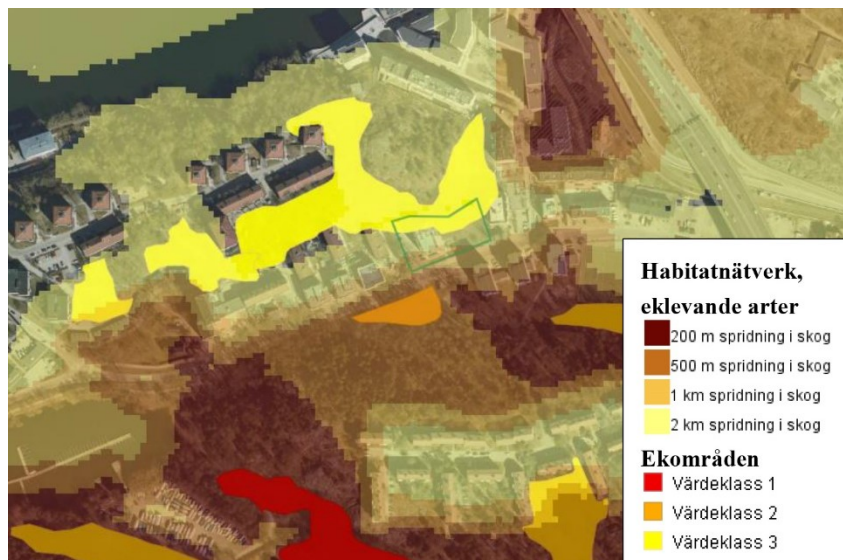 Habitatnätverk,
eklevande arter
200 m spridning i skog
500 m spridning i skog
1 km spridning i skog
2 km spridning i skog
Ekområden
Värdeklass 1
Värdeklass 2
Värdeklass 3